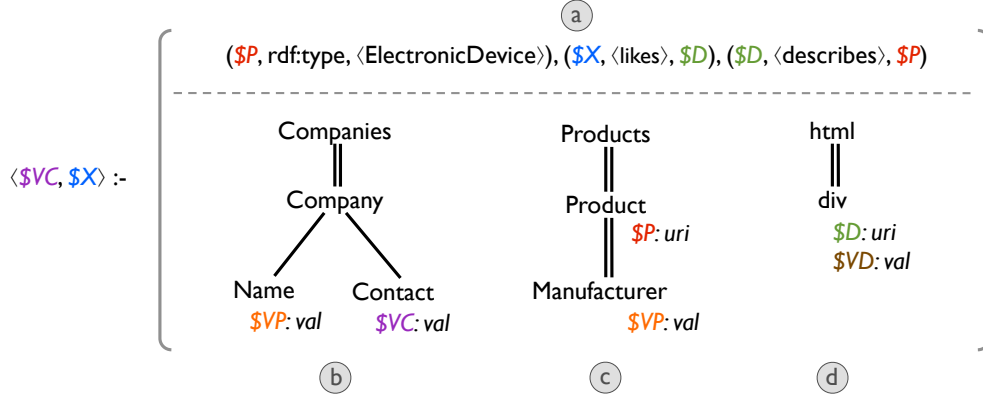 a
($P, rdf:type, ⟨ElectronicDevice⟩), ($X, ⟨likes⟩, $D), ($D, ⟨describes⟩, $P)
⟨$VC, $X⟩ :-
Companies
Company
Name
$VP: val
Contact
$VC: val
b
Products
Product
$P: uri
Manufacturer
$VP: val
c
html
div
$D: uri
$VD: val
d